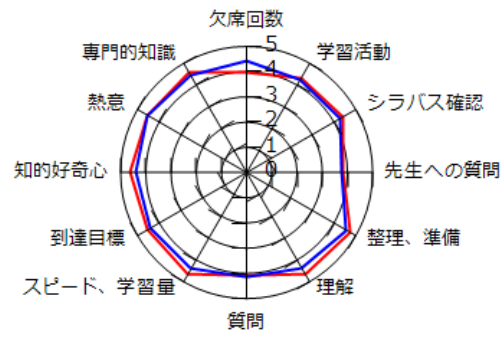 欠席回数
専門的知識
学習活動
熱意
シラバス確認
知的好奇心
先生への質問
到達目標
整理、準備
スピード、学習量
理解
質問
5
4
3
2
1
0